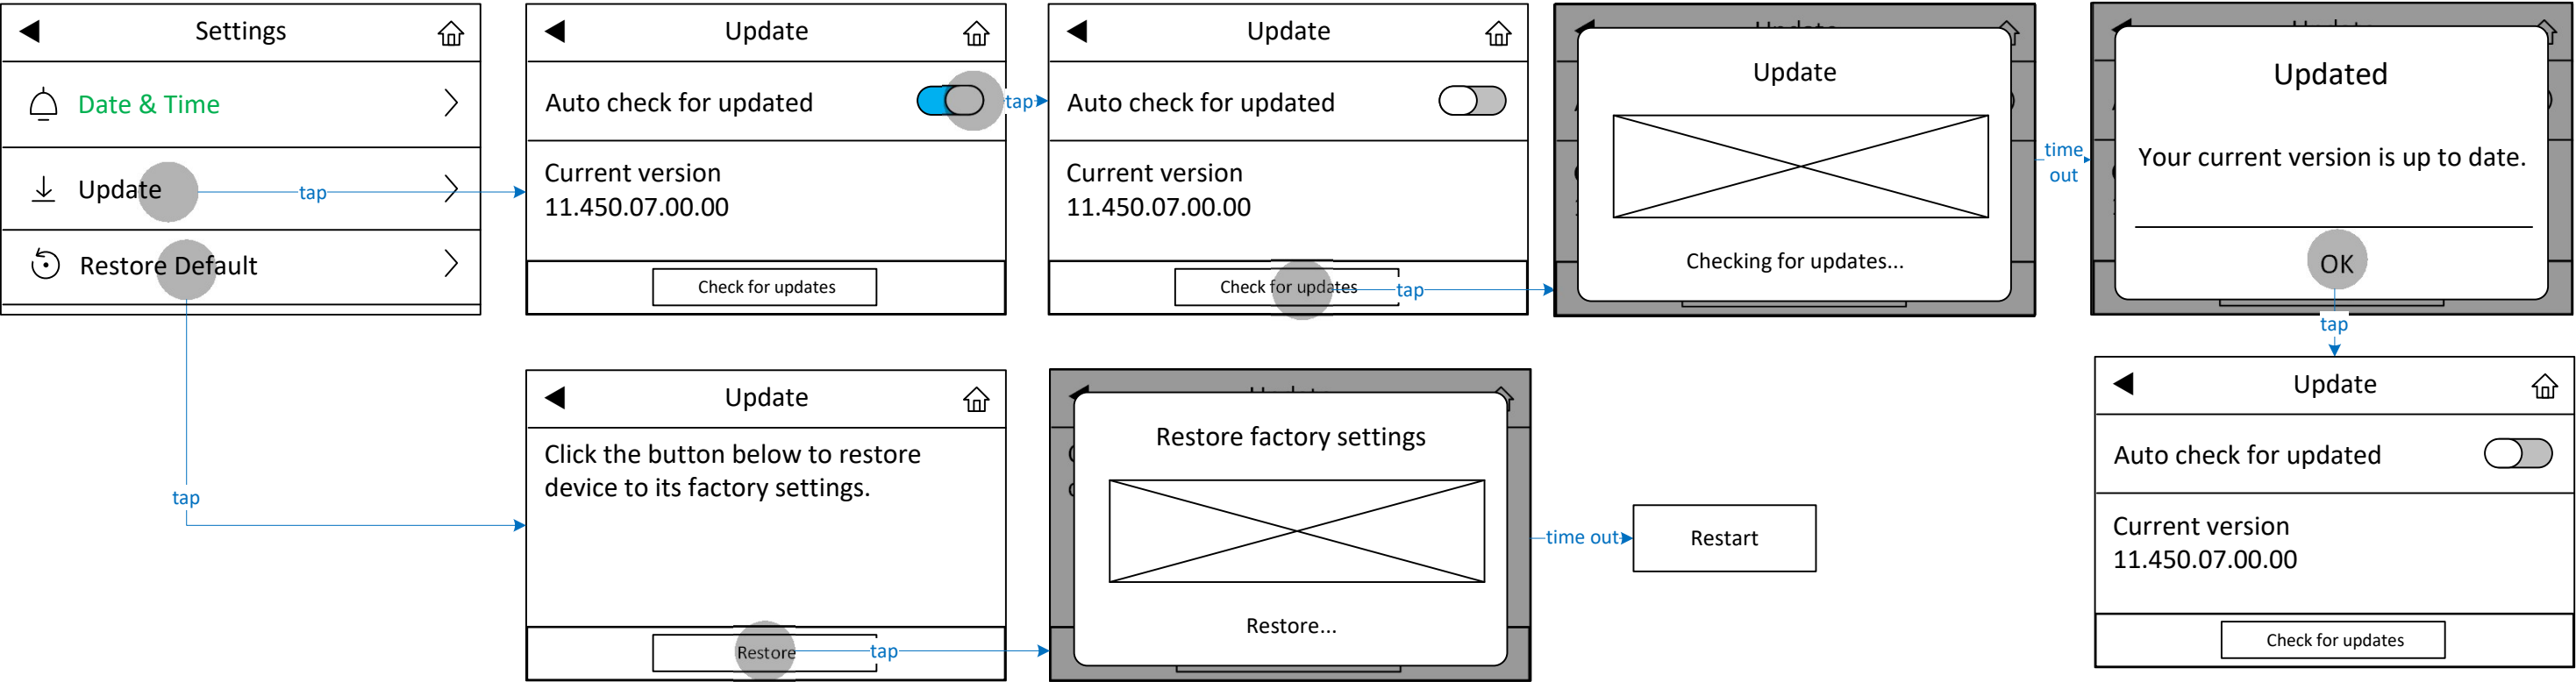 Settings
Date & Time
Update
tap
Restore Default
tap
Update
Auto check for updated
Current version
11.450.07.00.00
Check for updates
tap
Update
Auto check for updated
Current version
11.450.07.00.00
Check for updates
tap
Update
Checking for updates...
time
out
Updated
Your current version is up to date.
OK
tap
Update
Click the button below to restore
device to its factory settings.
Restore
tap
Restore factory settings
Restore...
time out
Restart
Update
Auto check for updated
Current version
11.450.07.00.00
Check for updates